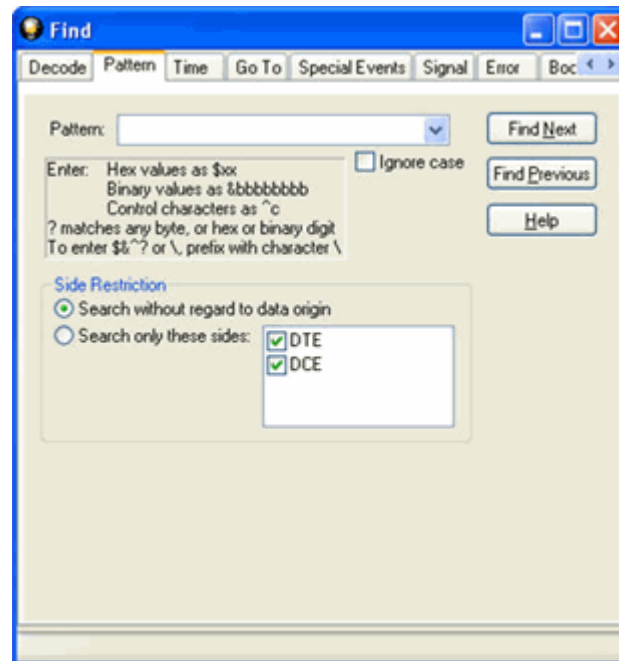 Find
Decode Pattern Time Go To Special Events Signal Error
Pattern:
Find Next
Ignore case
Find Previous
Help
Enter: Hex values as $xx
Binary values as &bbbbbbbb
Control characters as ^c
? matches any byte, or hex or binary digit
To enter $&^? or \, prefix with character \
Side Restriction
Search without regard to data origin
Search only these sides:
DTE
DCE